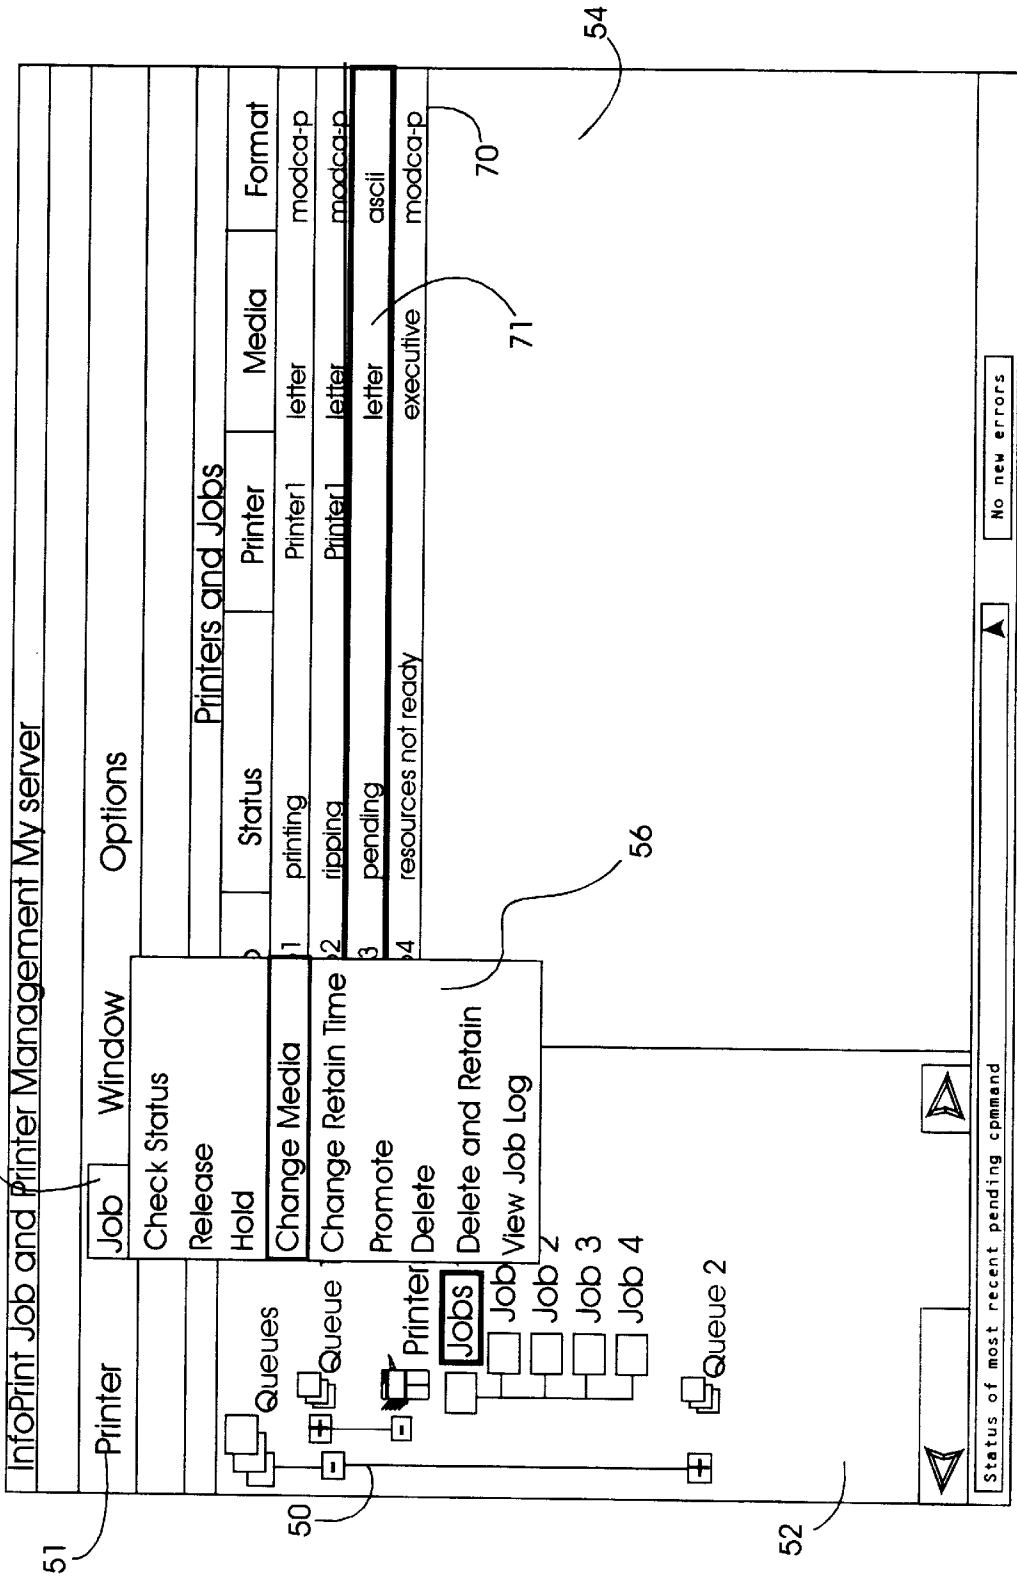 InfoPrint Job and Printer Management My server
51
Printer Job Window Options
Check Status
Release
Hold
Change Media
Change Retain Time
Promote
Delete
Delete and Retain
View Job Log
56
Printers and Jobs
Status Printer Media Format
1 printing Printer1 letter modca-p
2 ripping Printer1 letter modca-p
3 pending letter ascii
4 resources not ready executive modca-p
70
71
54
Queues
Queue
Printer
Jobs
Job
Job 2
Job 3
Job 4
Queue 2
50
52
Status of most recent pending cpmmand
No new errors